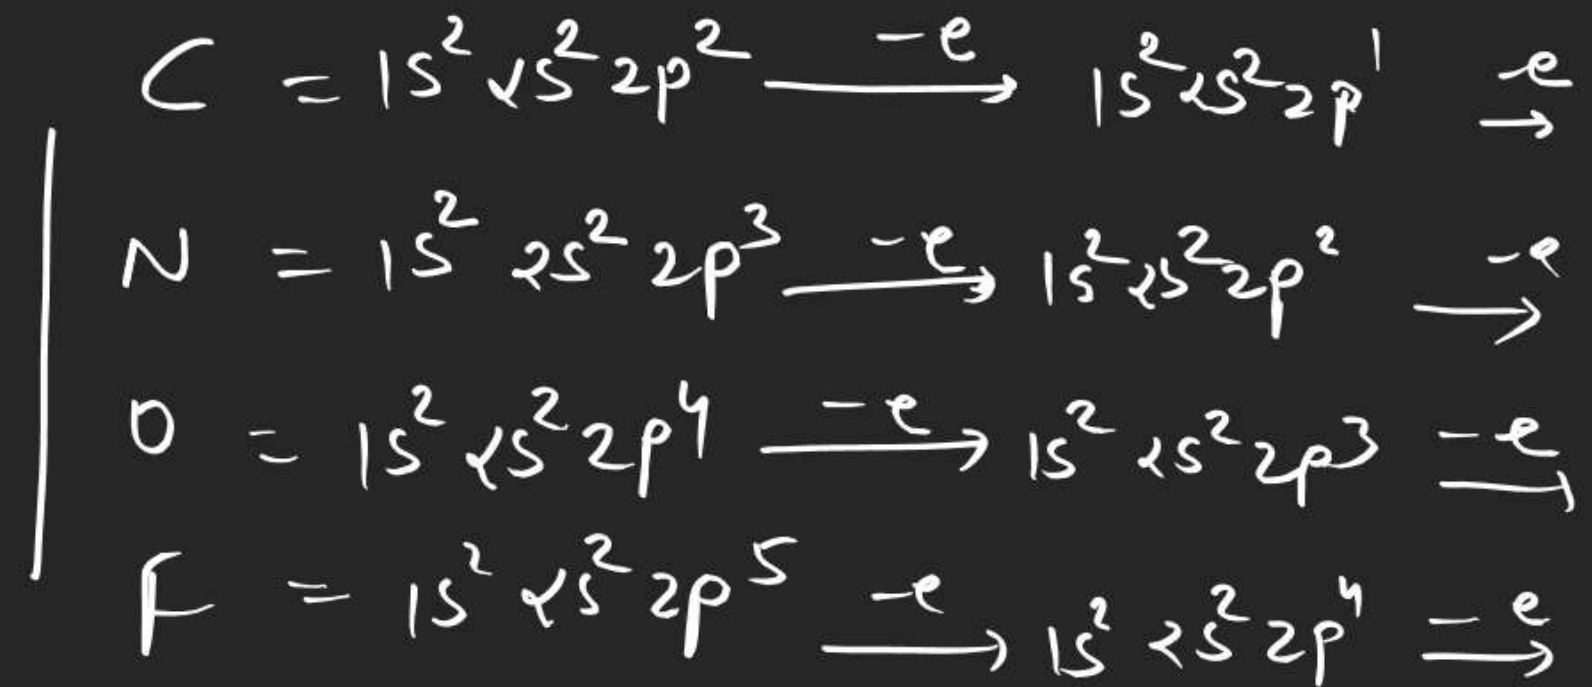 C = 1s² 2s² 2p² —-e→ 1s² 2s² 2p¹ -e→
N = 1s² 2s² 2p³ —-e→ 1s² 2s² 2p² -e→
O = 1s² 2s² 2p⁴ —-e→ 1s² 2s² 2p³ -e→
F = 1s² 2s² 2p⁵ —-e→ 1s² 2s² 2p⁴ -e→